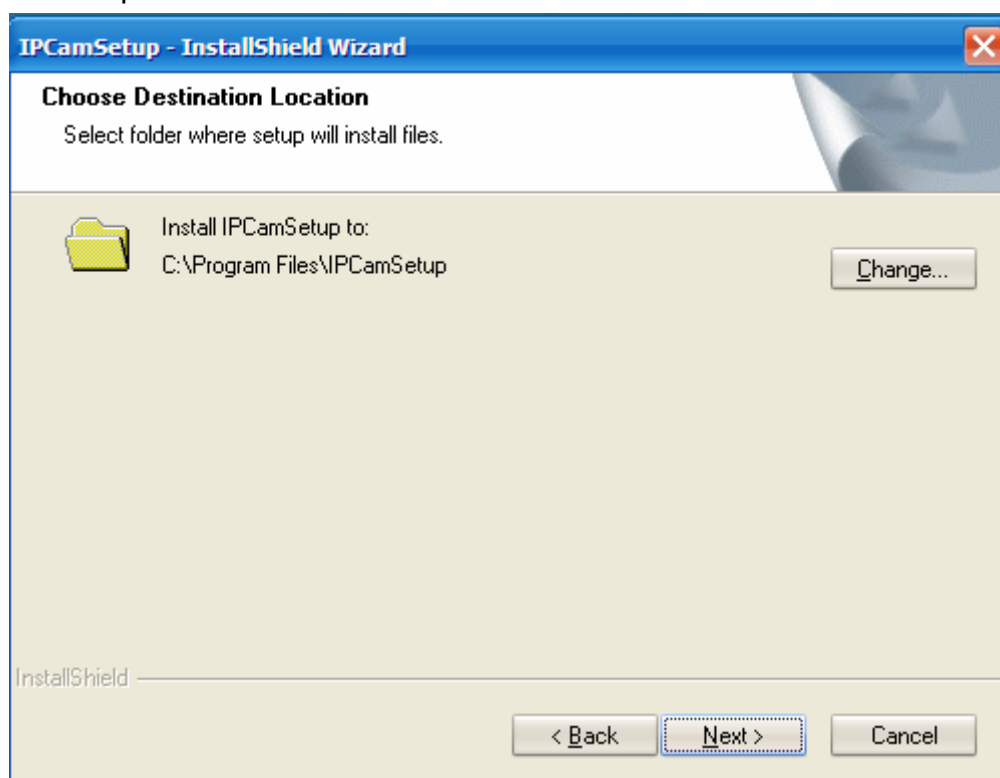 IPCamSetup - InstallShield Wizard
Choose Destination Location
Select folder where setup will install files.
Install IPCamSetup to:
C:\Program Files\IPCamSetup
Change...
InstallShield
< Back Next > Cancel